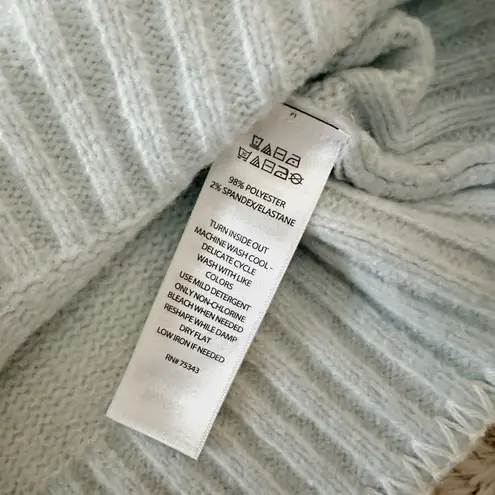 98% POLYESTER
2% SPANDEX/ELASTANE
TURN INSIDE OUT
MACHINE WASH COOL -
DELICATE CYCLE
WASH WITH LIKE
COLORS
USE MILD DETERGENT
ONLY NON-CHLORINE
BLEACH WHEN NEEDED
RESHAPE WHILE DAMP
DRY FLAT
LOW IRON IF NEEDED
RN# 75343